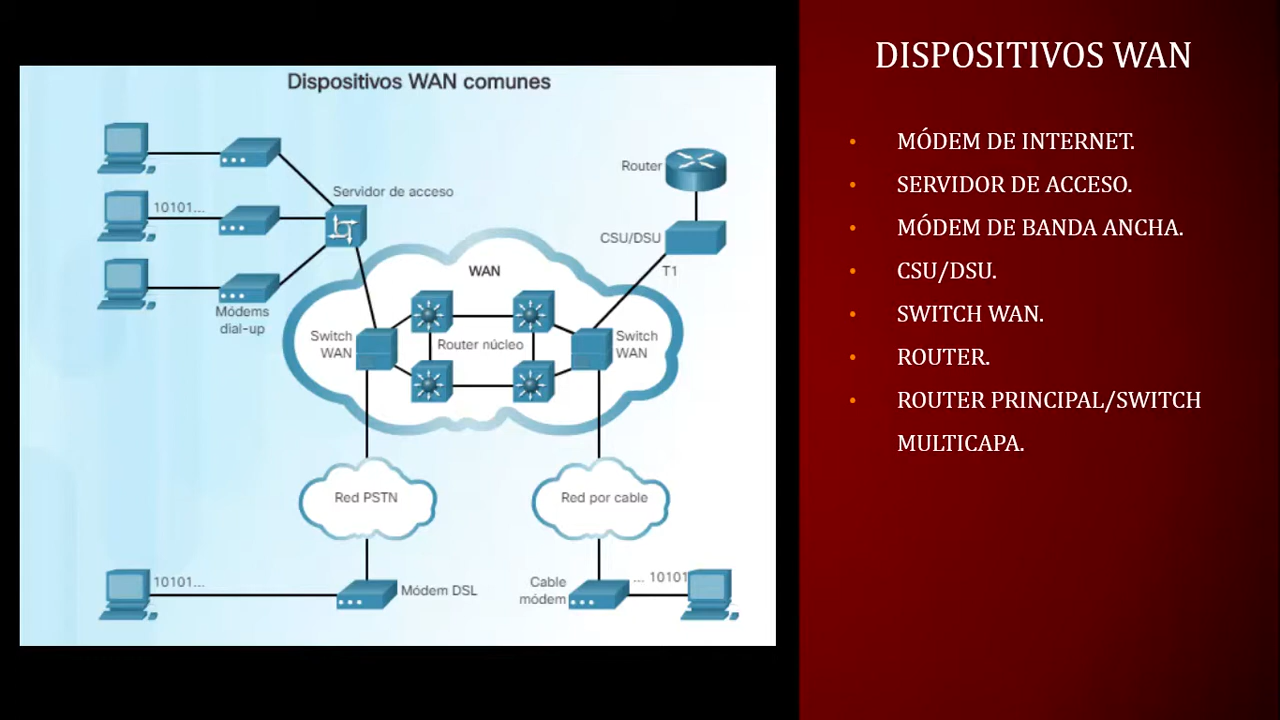 Dispositivos WAN comunes
Servidor de acceso
10101...
Módems
dial-up
Router
CSU/DSU
T1
WAN
Switch
WAN
Router núcleo
Switch
WAN
Red PSTN
Red por cable
10101...
Módem DSL
Cable
módem
... 10101
DISPOSITIVOS WAN
• MÓDEM DE INTERNET.
• SERVIDOR DE ACCESO.
• MÓDEM DE BANDA ANCHA.
• CSU/DSU.
• SWITCH WAN.
• ROUTER.
• ROUTER PRINCIPAL/SWITCH
MULTICAPA.